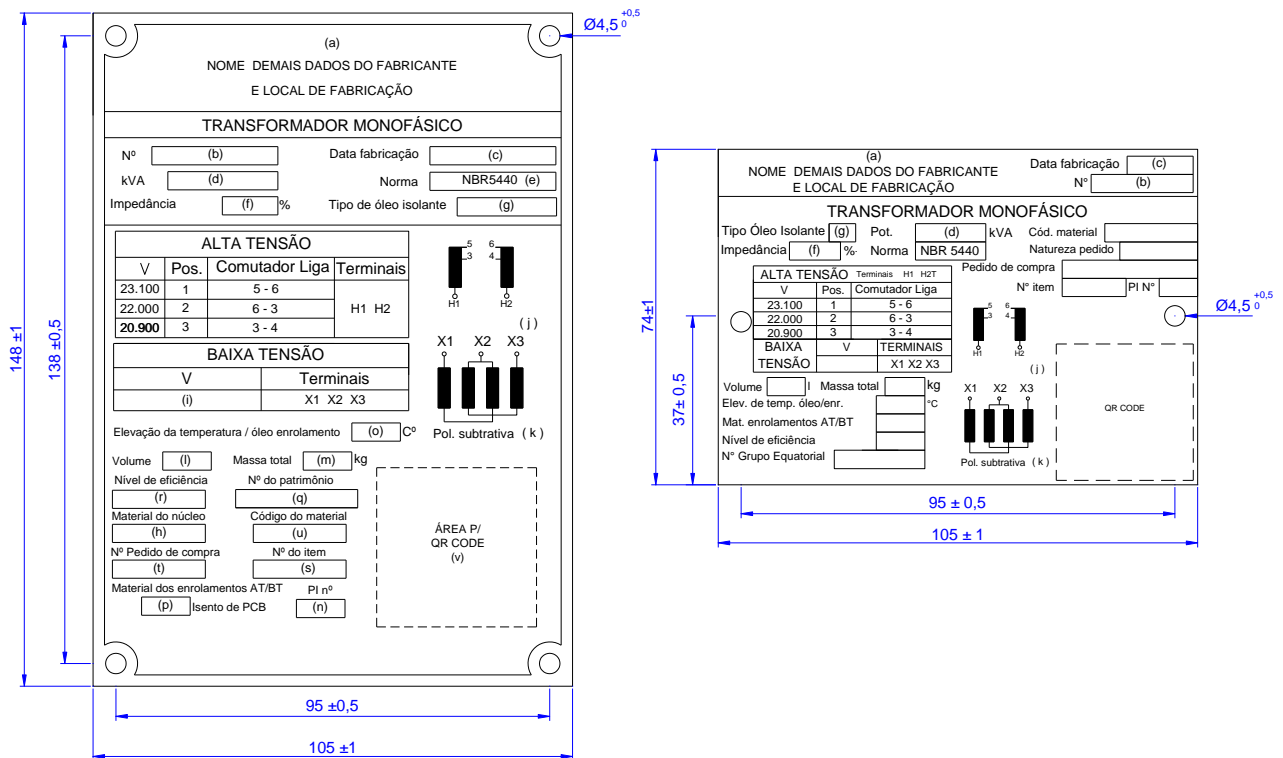 (a)
NOME DEMAIS DADOS DO FABRICANTE
E LOCAL DE FABRICAÇÃO
TRANSFORMADOR MONOFÁSICO
Nº (b) Data fabricação (c)
kVA (d) Norma NBR5440 (e)
Impedância (f) % Tipo de óleo isolante (g)
ALTA TENSÃO
V Pos. Comutador Liga Terminais
23.100 1 5 - 6
22.000 2 6 - 3 H1 H2
20.900 3 3 - 4
5 6
3 4
H1 H2
( j )
BAIXA TENSÃO
V Terminais
(i) X1 X2 X3
X1 X2 X3
Pol. subtrativa ( k )
Elevação da temperatura / óleo enrolamento (o) Cº
Volume (l) Massa total (m) kg
Nível de eficiência Nº do patrimônio
(r) (q)
Material do núcleo Código do material
(h) (u)
Nº Pedido de compra Nº do item
(t) (s)
Material dos enrolamentos AT/BT PI nº
(p) Isento de PCB (n)
ÁREA P/
QR CODE
(v)
148 ±1
138 ±0,5
95 ±0,5
105 ±1
Ø4,5 +0,5 0
(a)
NOME DEMAIS DADOS DO FABRICANTE
E LOCAL DE FABRICAÇÃO
Data fabricação (c)
N° (b)
TRANSFORMADOR MONOFÁSICO
Tipo Óleo Isolante (g) Pot. (d) kVA Cód. material
Impedância (f) %. Norma NBR 5440 Natureza pedido
Pedido de compra
N° item PI N°
ALTA TENSÃO Terminais H1 H2T
V Pos. Comutador Liga
23.100 1 5 - 6
22.000 2 6 - 3
20.900 3 3 - 4
BAIXA V TERMINAIS
TENSÃO X1 X2 X3
5 6
3 4
H1 H2
( j )
Volume l Massa total kg
Elev. de temp. óleo/enr. °C
Mat. enrolamentos AT/BT
Nível de eficiência
N° Grupo Equatorial
X1 X2 X3
Pol. subtrativa ( k )
QR CODE
74±1
37± 0,5
95 ± 0,5
105 ± 1
Ø4,5 +0,5 0